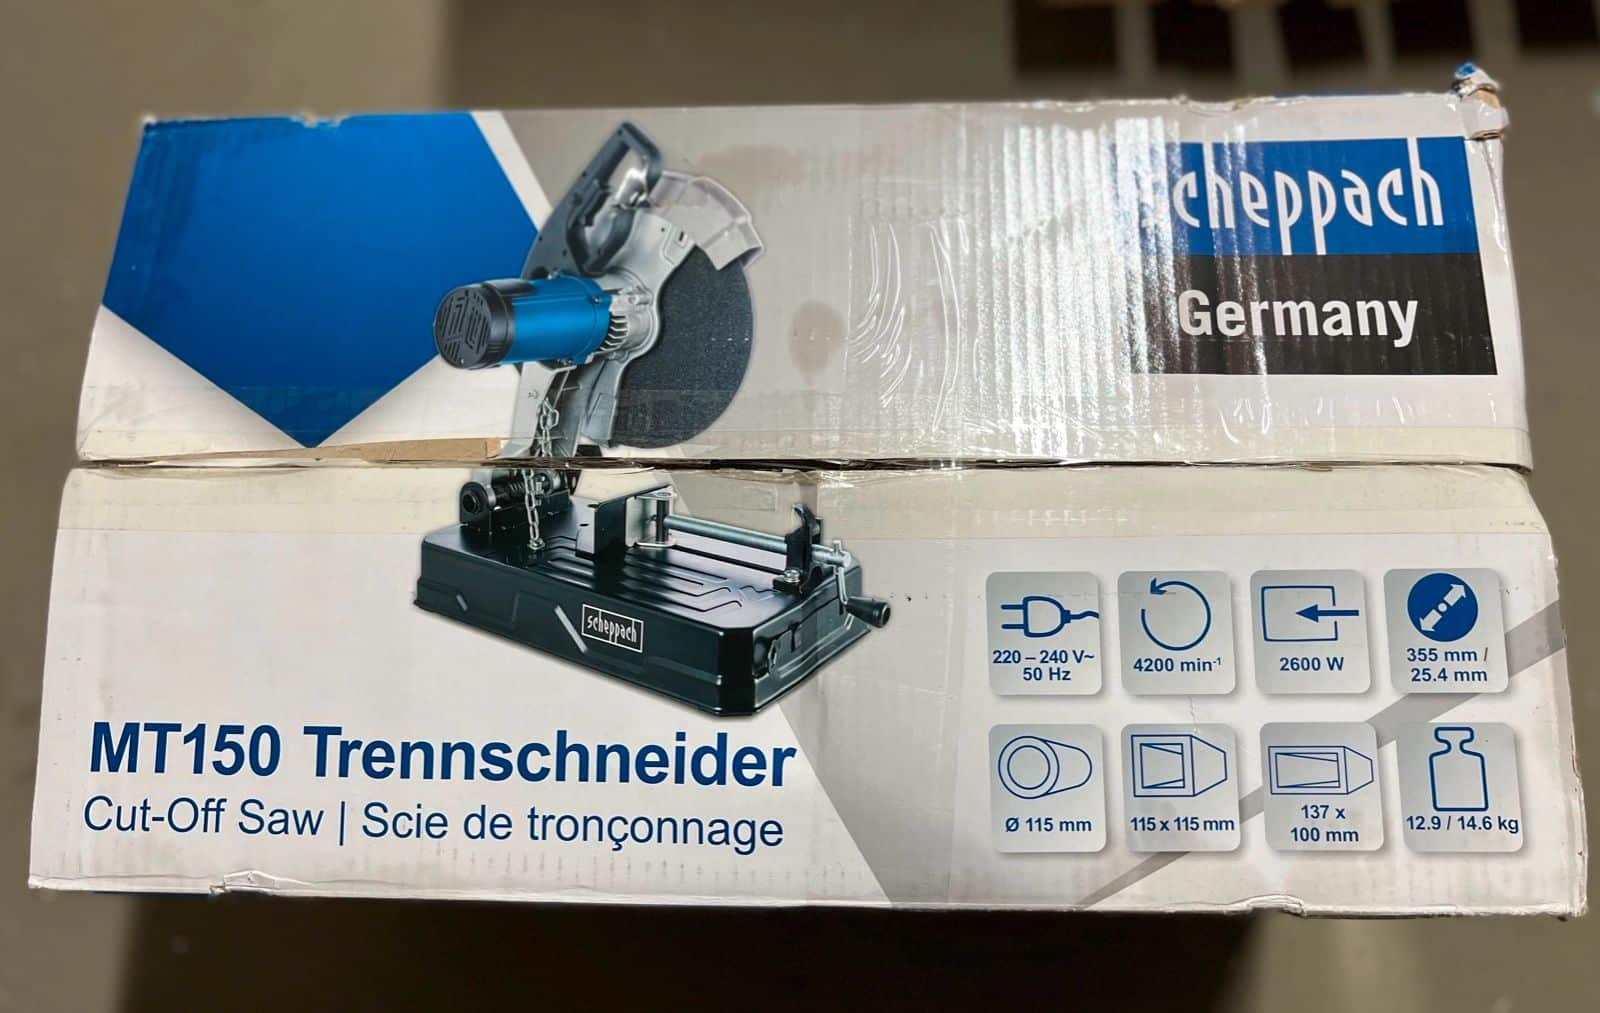 scheppach
Germany
scheppach
MT150 Trennschneider
Cut-Off Saw | Scie de tronçonnage
220 – 240 V~
50 Hz
4200 min⁻¹
2600 W
355 mm /
25.4 mm
Ø 115 mm
115 x 115 mm
137 x
100 mm
12.9 / 14.6 kg